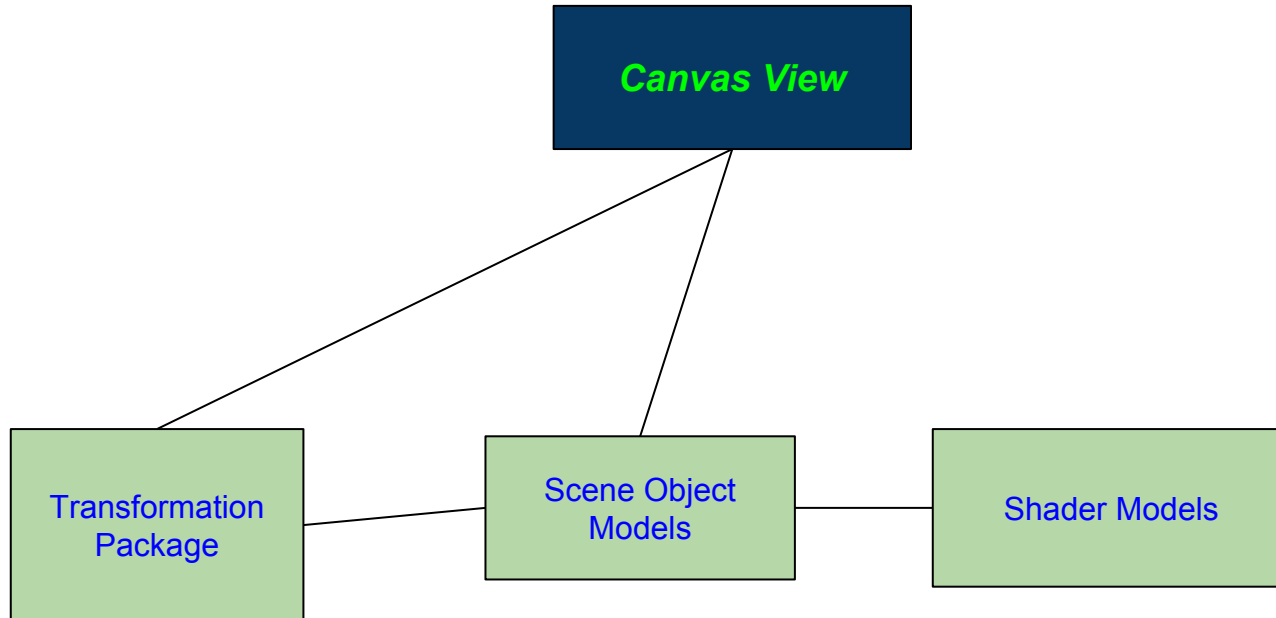 Canvas View
Transformation
Package
Scene Object
Models
Shader Models